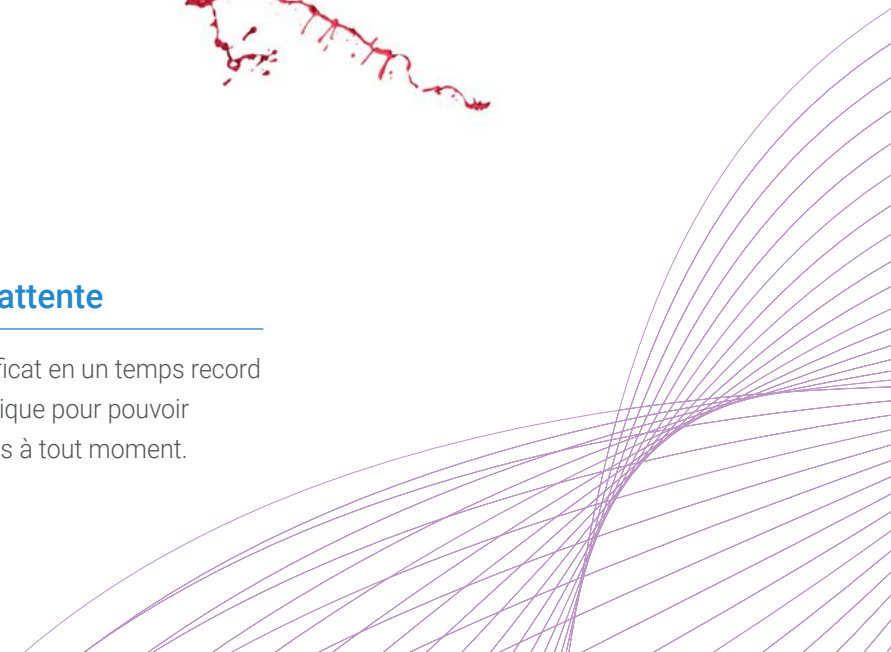 attente
ficat en un temps record
ique pour pouvoir
s à tout moment.